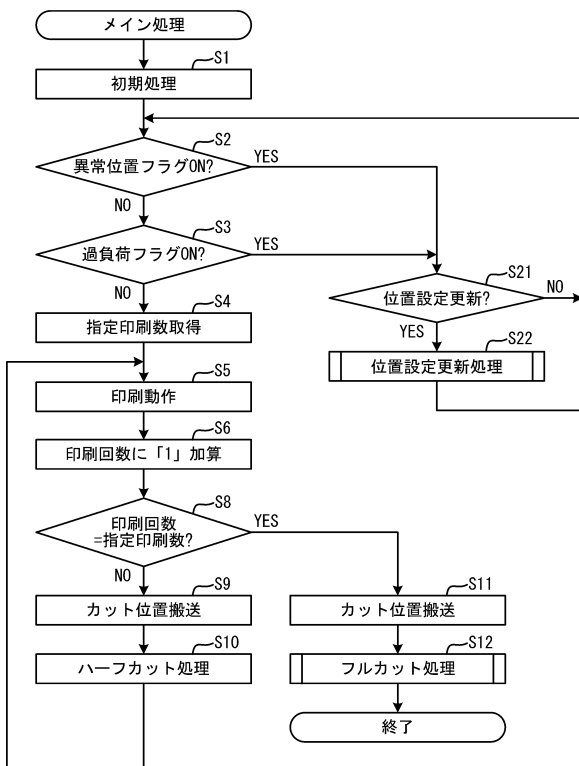 メイン処理
S1
初期処理
S2
異常位置フラグON?
YES
NO
S3
過負荷フラグON?
YES
NO
S4
指定印刷数取得
S21
位置設定更新?
NO
YES
S22
位置設定更新処理
S5
印刷動作
S6
印刷回数に「1」加算
S8
印刷回数
=指定印刷数?
YES
NO
S9
カット位置搬送
S10
ハーフカット処理
S11
カット位置搬送
S12
フルカット処理
終了